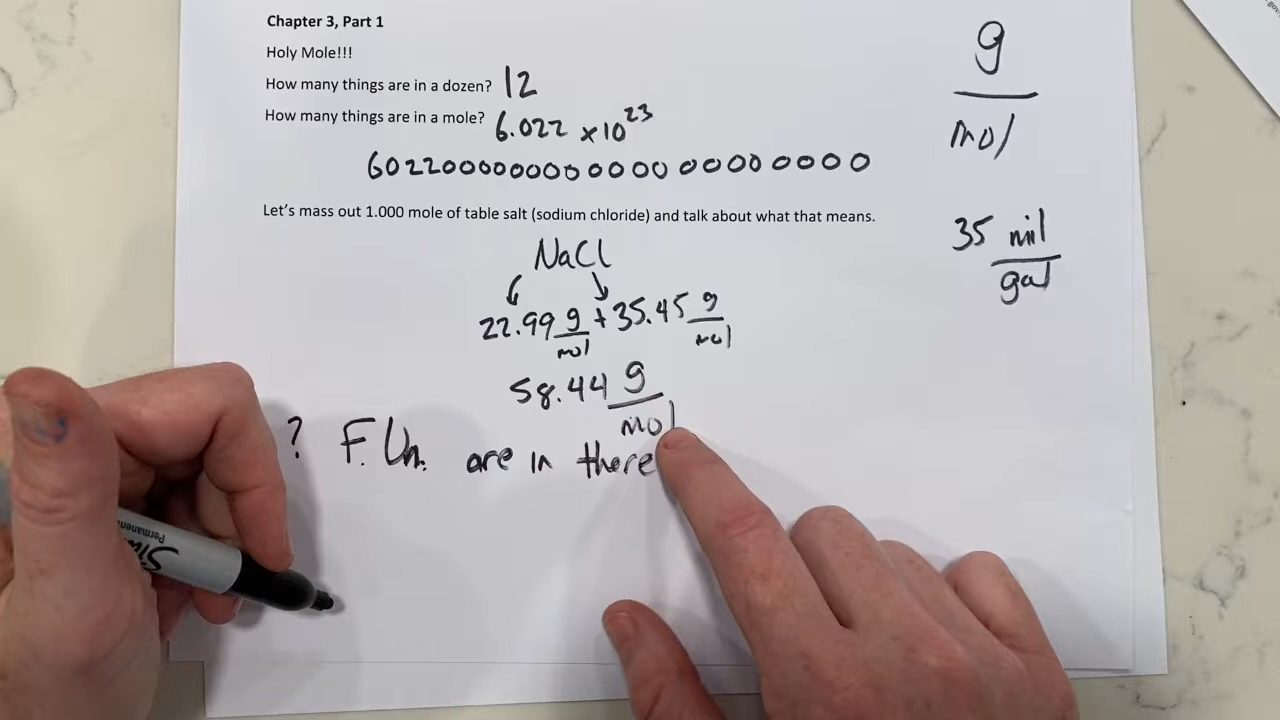 Chapter 3, Part 1
Holy Mole!!!
How many things are in a dozen? 12
How many things are in a mole? 6.022 x10^23
602200000000000000000000
Let's mass out 1.000 mole of table salt (sodium chloride) and talk about what that means.
NaCl
22.99 g/mol + 35.45 g/mol
58.44 g/mol
? F.Un. are in there
g/mol
35 mil/gal
Permanent